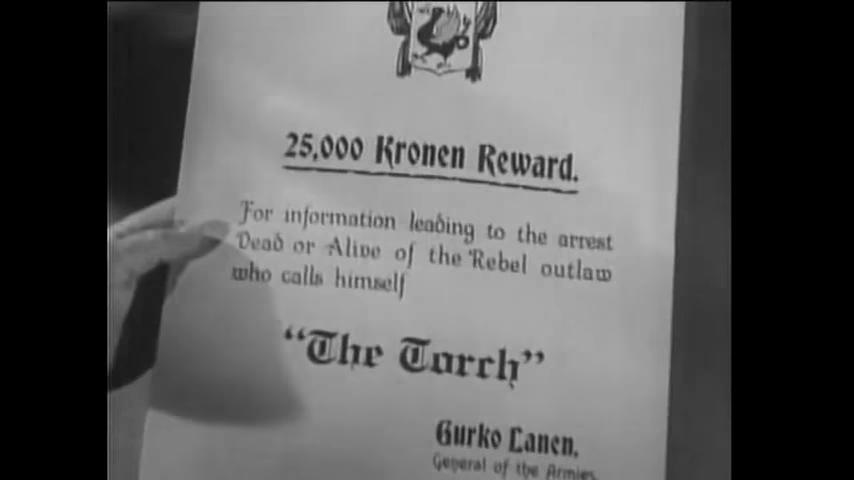 25,000 Kronen Reward.
For information leading to the arrest
Dead or Alive of the Rebel outlaw
who calls himself
"The Torch"
Gurko Lanen,
General of the Armies